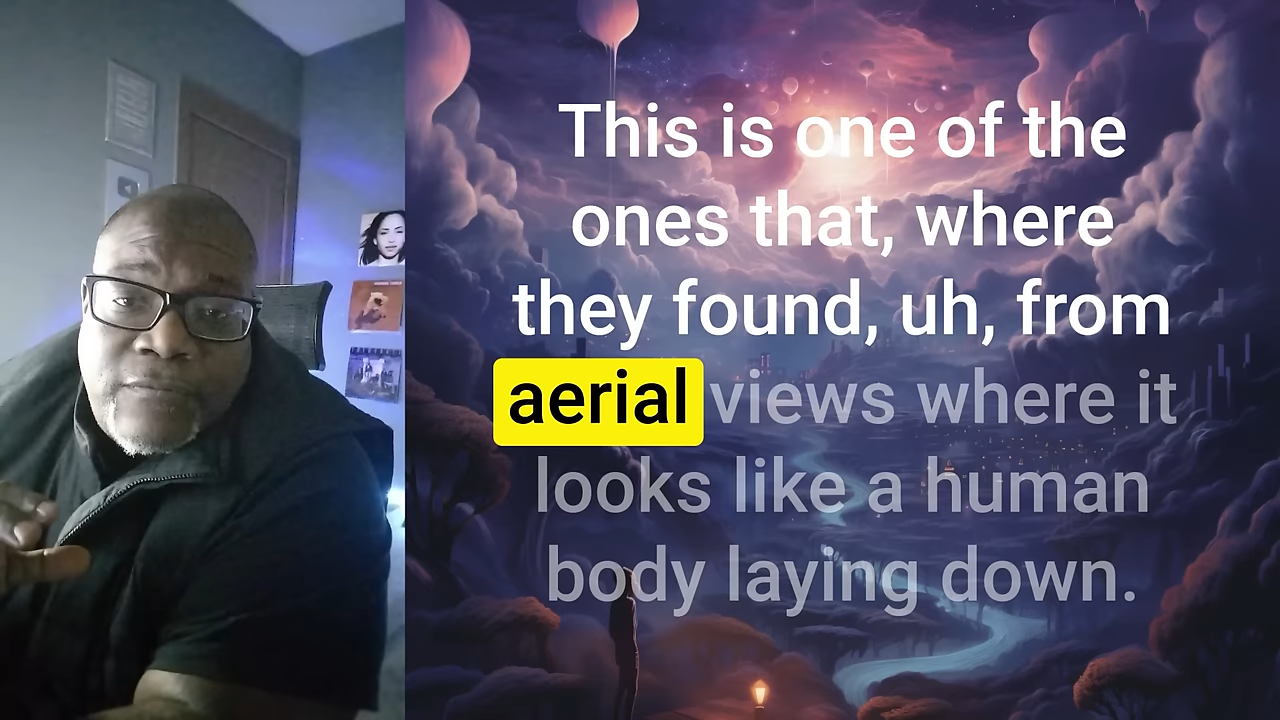 This is one of the
ones that, where
they found, uh, from
aerial views where it
looks like a human
body laying down.